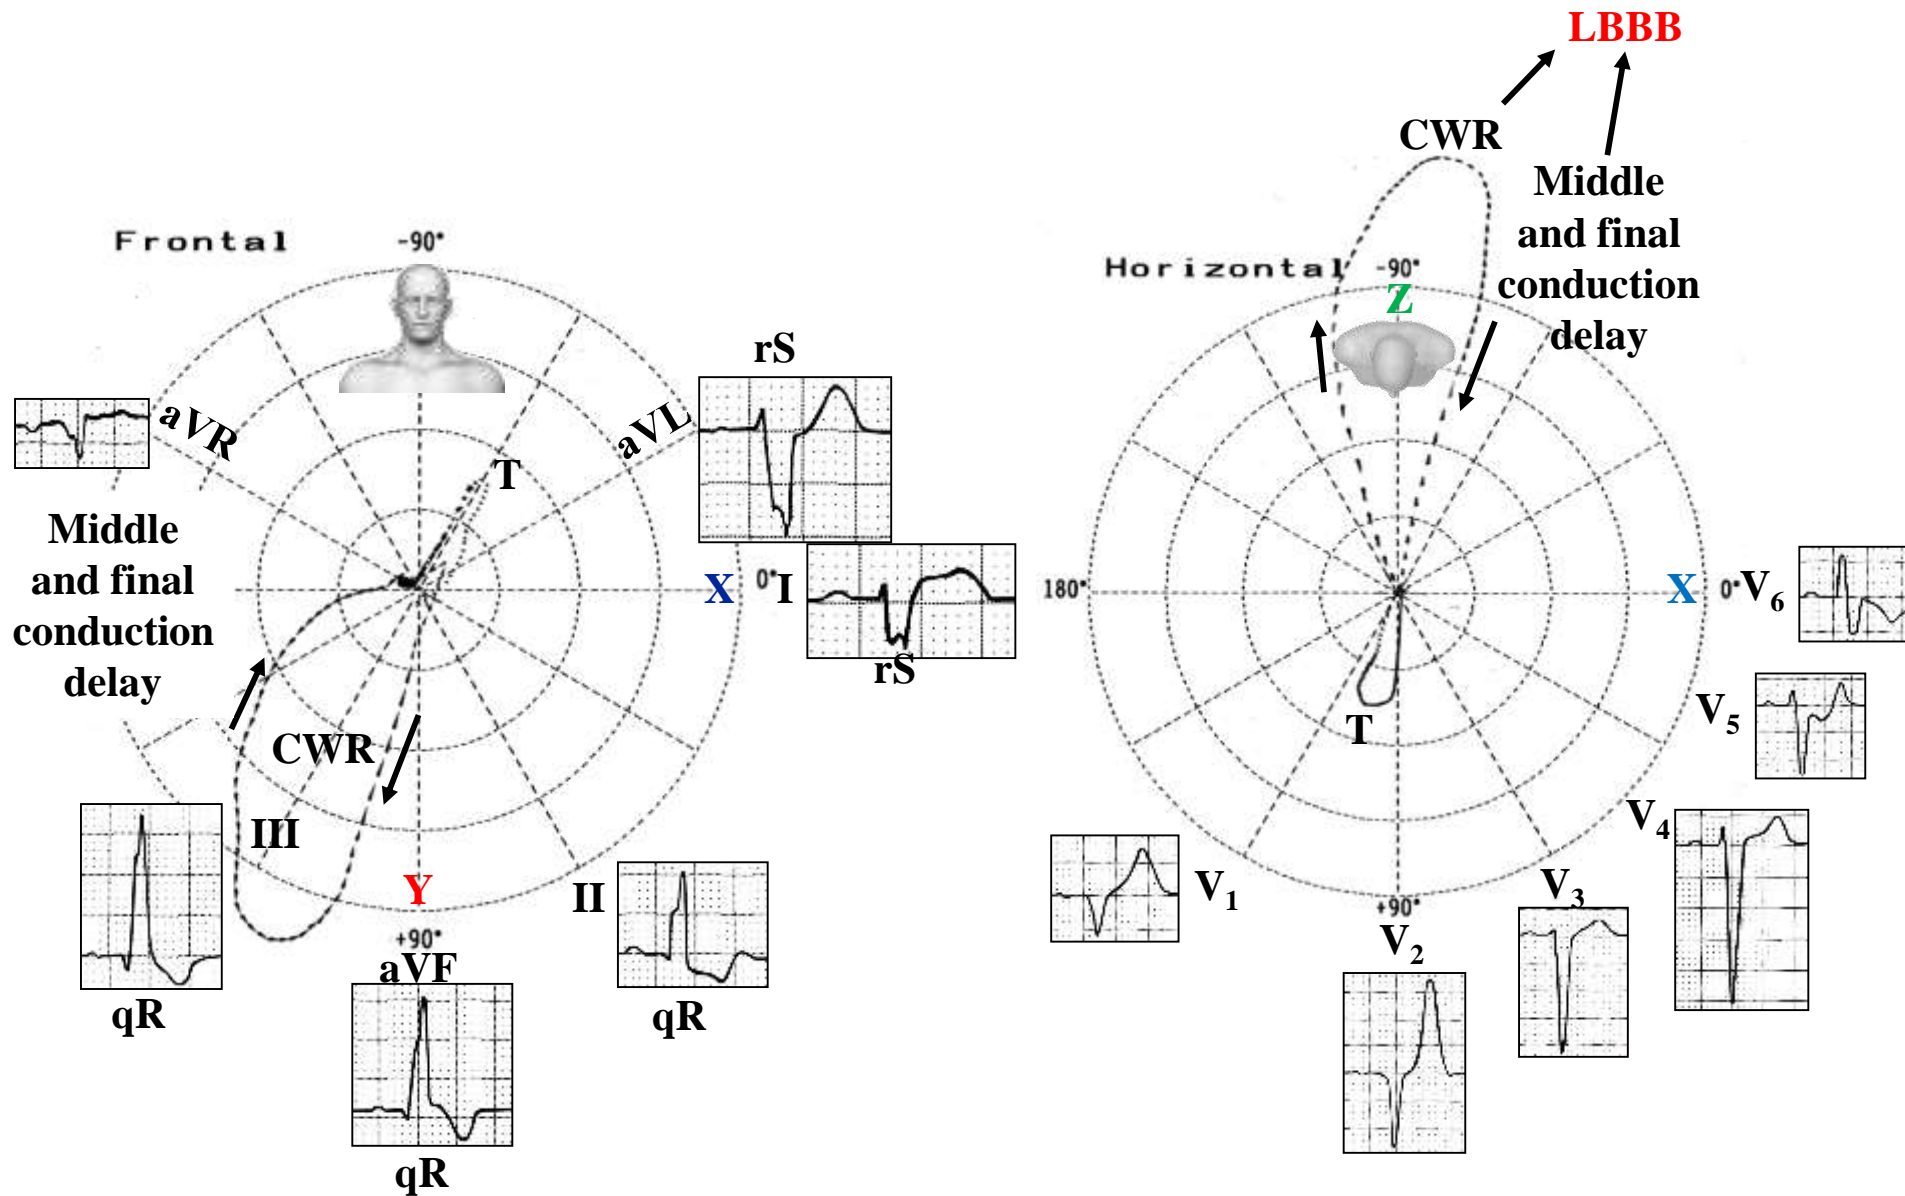 LBBB
CWR
Middle
and final
conduction
delay
Frontal
-90°
Horizontal
-90°
Z
rS
aVR
aVL
T
Middle
and final
conduction
delay
X
0°
I
rS
180°
X
0°
V6
V5
T
CWR
III
V4
Y
II
V1
V3
+90°
aVF
+90°
V2
qR
qR
qR